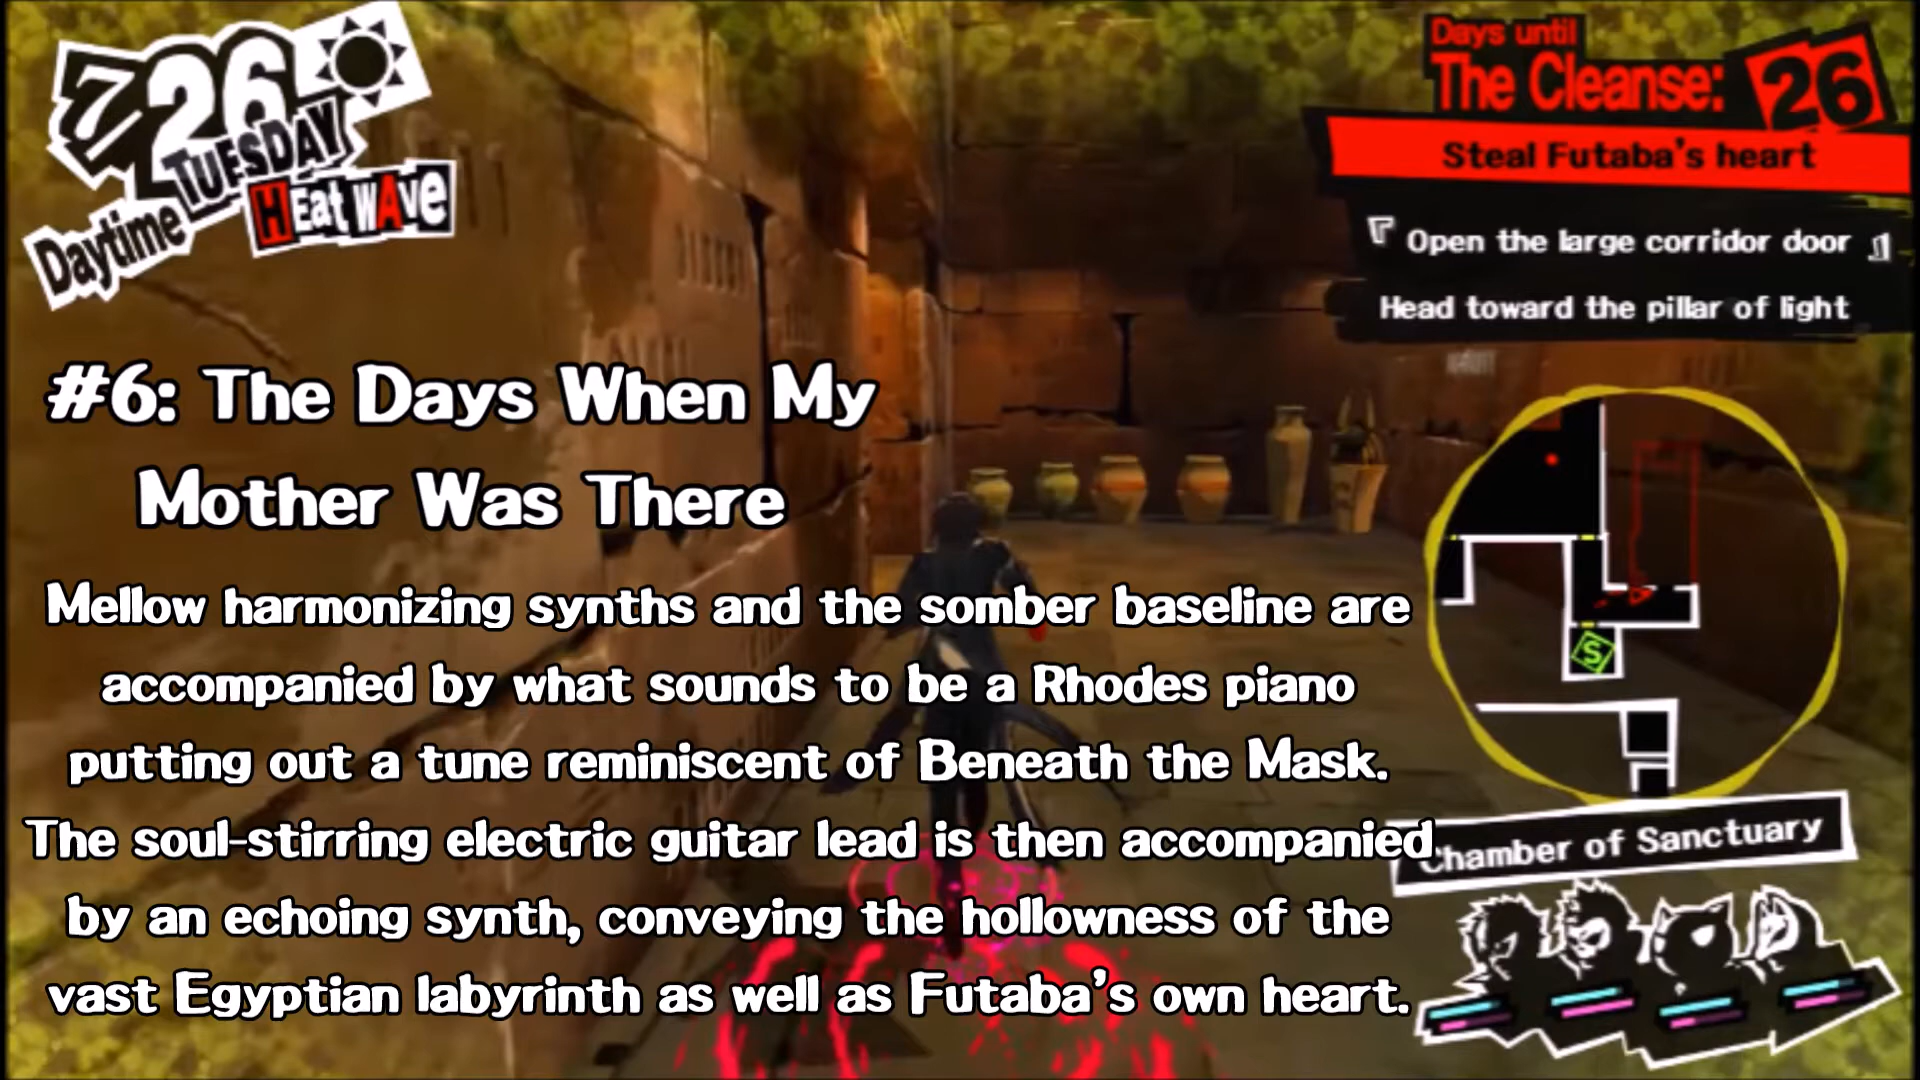 7 26
TUESDAY
Daytime
HEat wAve
Days until
The Cleanse: 26
Steal Futaba's heart
『Open the large corridor door』
Head toward the pillar of light
#6: The Days When My
Mother Was There
Mellow harmonizing synths and the somber baseline are
accompanied by what sounds to be a Rhodes piano
putting out a tune reminiscent of Beneath the Mask.
The soul-stirring electric guitar lead is then accompanied
by an echoing synth, conveying the hollowness of the
vast Egyptian labyrinth as well as Futaba's own heart.
S
Chamber of Sanctuary